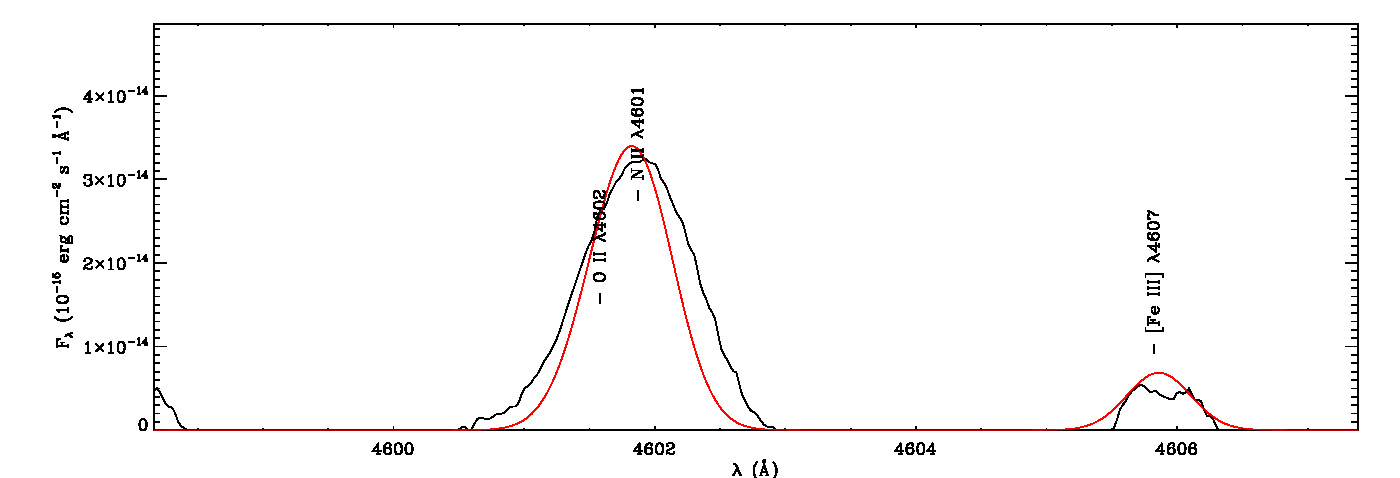 4×10⁻¹⁴
3×10⁻¹⁴
2×10⁻¹⁴
1×10⁻¹⁴
0
F_λ (10⁻¹⁶ erg cm⁻² s⁻¹ Å⁻¹)
– O II λ4602
– N II λ4601
– [Fe III] λ4607
4600
4602
4604
4606
λ (Å)